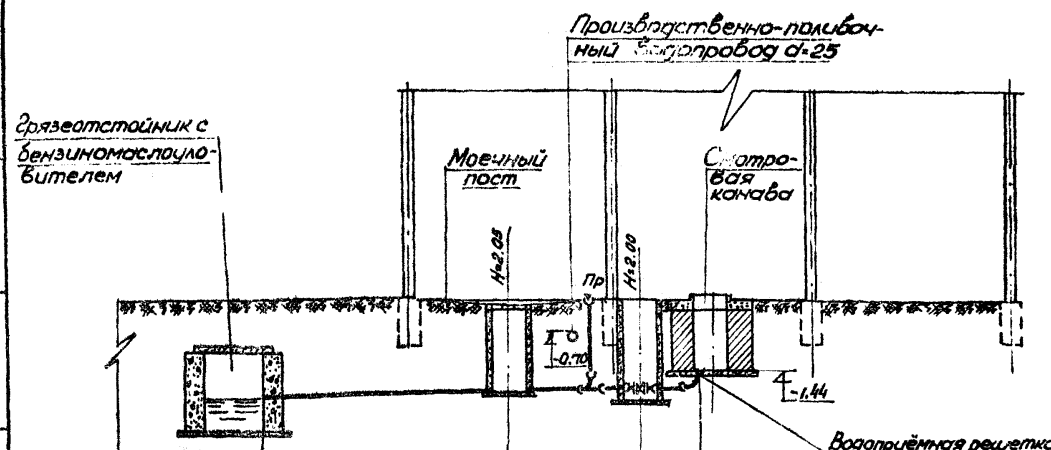 Производственно-поливоч-
ный водопровод d=25
Грязеотстойник с
бензиномаслоуло-
вителем
Моечный
пост
Смотро-
вая
канава
H=2.05
H=2.00
Пр
-0.70
-1.44
Водоприёмная решетка